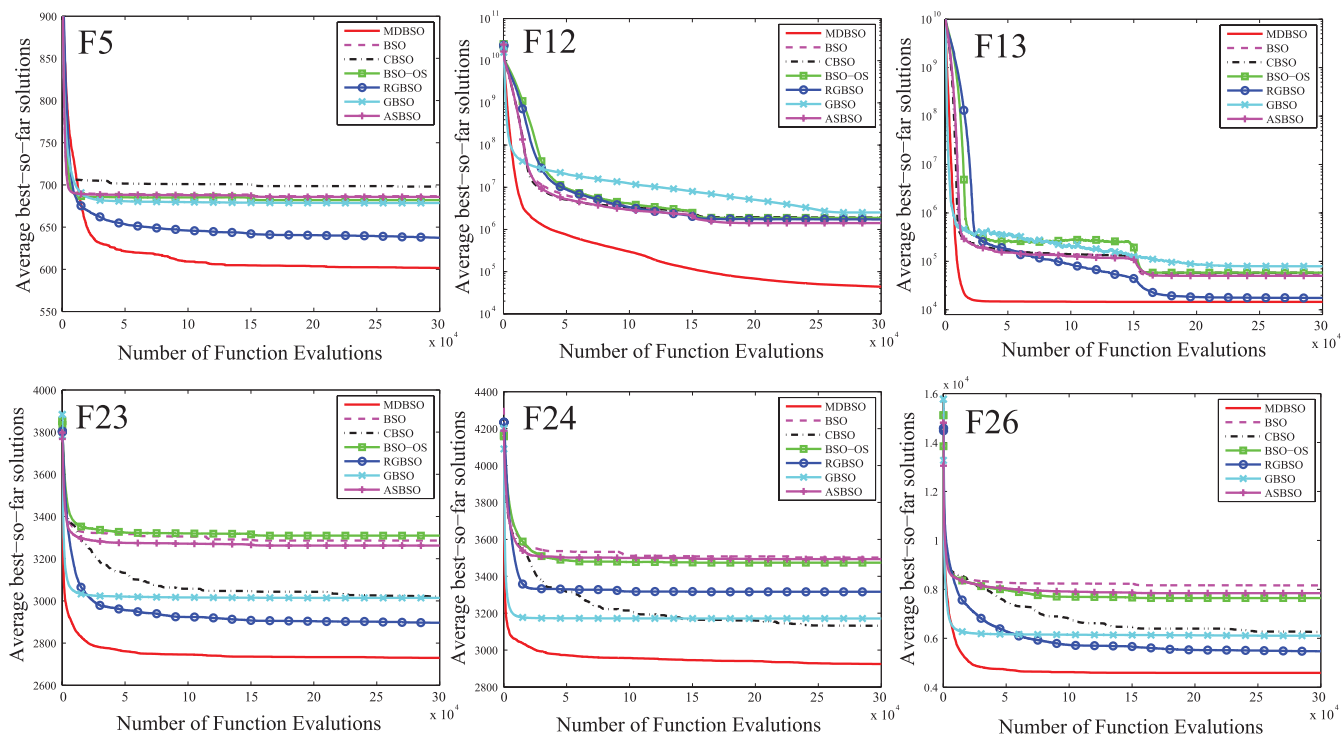 F5
Average best−so−far solutions
900
850
800
750
700
650
600
550
0
5
10
15
20
25
30
x 10^4
Number of Function Evalutions
MDBSO
BSO
CBSO
BSO−OS
RGBSO
GBSO
ASBSO
F12
Average best−so−far solutions
10^11
10^10
10^9
10^8
10^7
10^6
10^5
10^4
0
5
10
15
20
25
30
x 10^4
Number of Function Evalutions
MDBSO
BSO
CBSO
BSO−OS
RGBSO
GBSO
ASBSO
F13
Average best−so−far solutions
10^10
10^9
10^8
10^7
10^6
10^5
10^4
0
5
10
15
20
25
30
x 10^4
Number of Function Evalutions
MDBSO
BSO
CBSO
BSO−OS
RGBSO
GBSO
ASBSO
F23
Average best−so−far solutions
4000
3800
3600
3400
3200
3000
2800
2600
0
5
10
15
20
25
30
x 10^4
Number of Function Evalutions
MDBSO
BSO
CBSO
BSO−OS
RGBSO
GBSO
ASBSO
F24
Average best−so−far solutions
4400
4200
4000
3800
3600
3400
3200
3000
2800
0
5
10
15
20
25
30
x 10^4
Number of Function Evalutions
MDBSO
BSO
CBSO
BSO−OS
RGBSO
GBSO
ASBSO
F26
Average best−so−far solutions
x 10^4
1.6
1.4
1.2
1
0.8
0.6
0.4
0
5
10
15
20
25
30
x 10^4
Number of Function Evalutions
MDBSO
BSO
CBSO
BSO−OS
RGBSO
GBSO
ASBSO